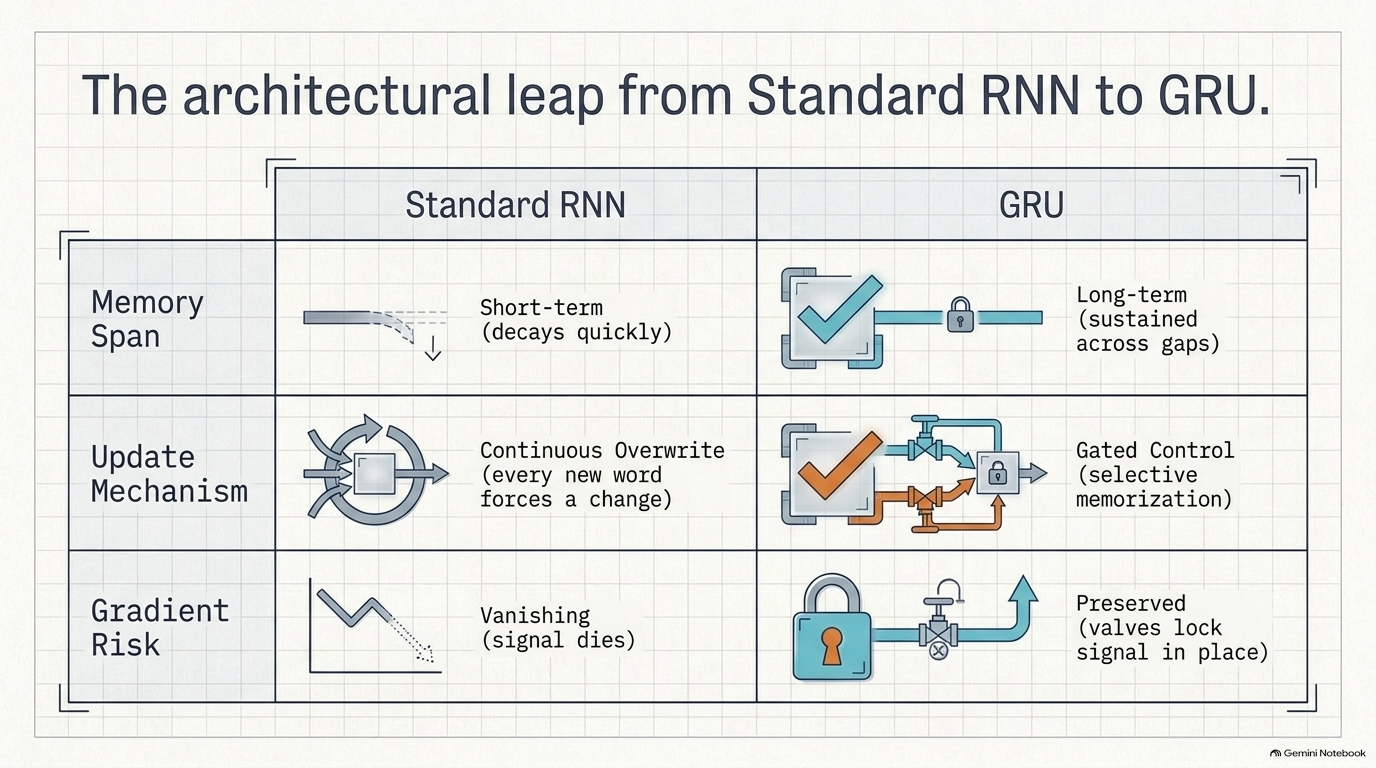 The architectural leap from Standard RNN to GRU.
Standard RNN
GRU
Memory
Span
Short-term
(decays quickly)
Long-term
(sustained
across gaps)
Update
Mechanism
Continuous Overwrite
(every new word
forces a change)
Gated Control
(selective
memorization)
Gradient
Risk
Vanishing
(signal dies)
Preserved
(valves lock
signal in place)
Gemini Notebook